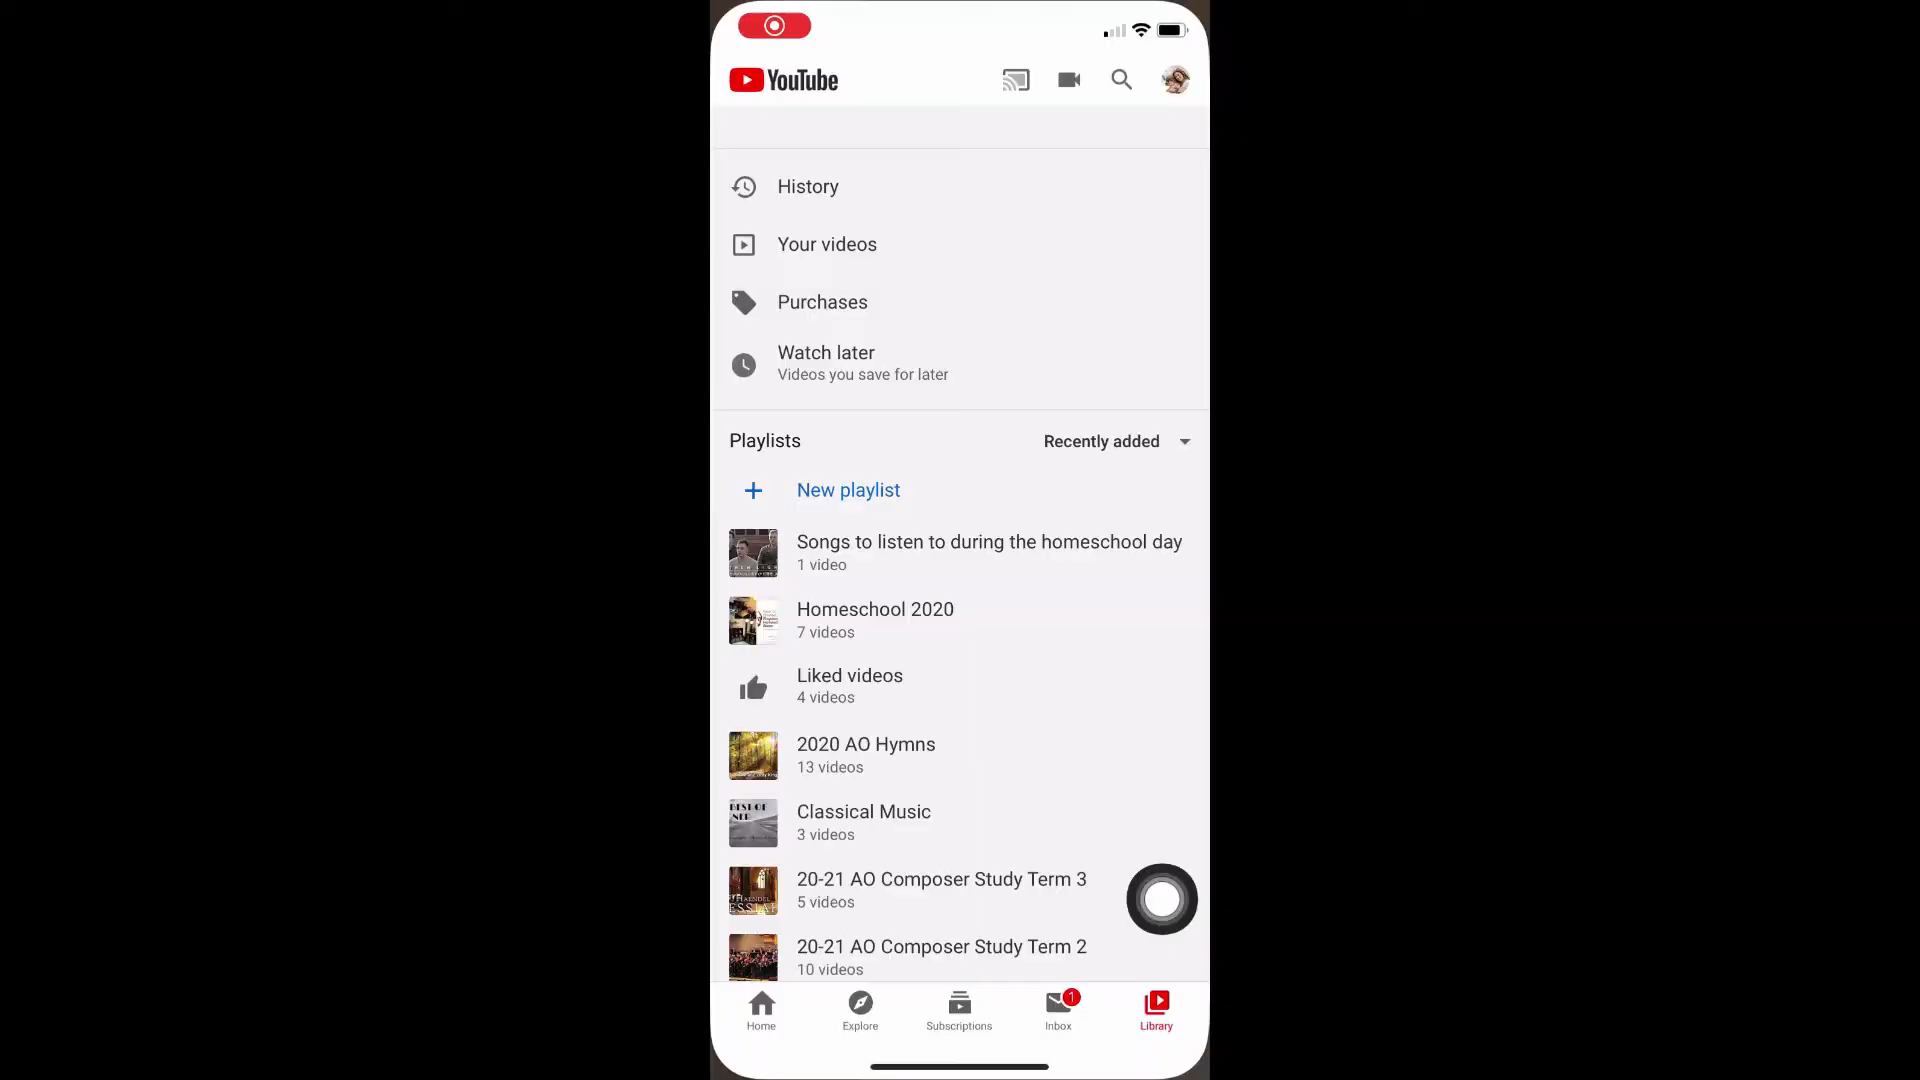 YouTube
History
Your videos
Purchases
Watch later
Videos you save for later
Playlists
Recently added
New playlist
Songs to listen to during the homeschool day
1 video
Homeschool 2020
7 videos
Liked videos
4 videos
2020 AO Hymns
13 videos
Classical Music
3 videos
20-21 AO Composer Study Term 3
5 videos
20-21 AO Composer Study Term 2
10 videos
1
Home
Explore
Subscriptions
Inbox
Library